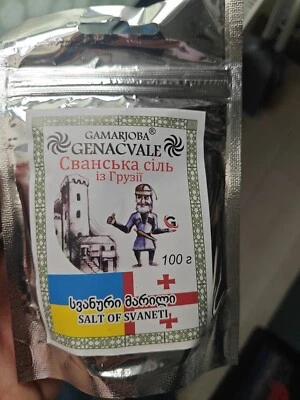 GAMARJOBA®
GENACVALE
Сванська сіль
із Грузії
G
100 г
სვანური მარილი
SALT OF SVANETI